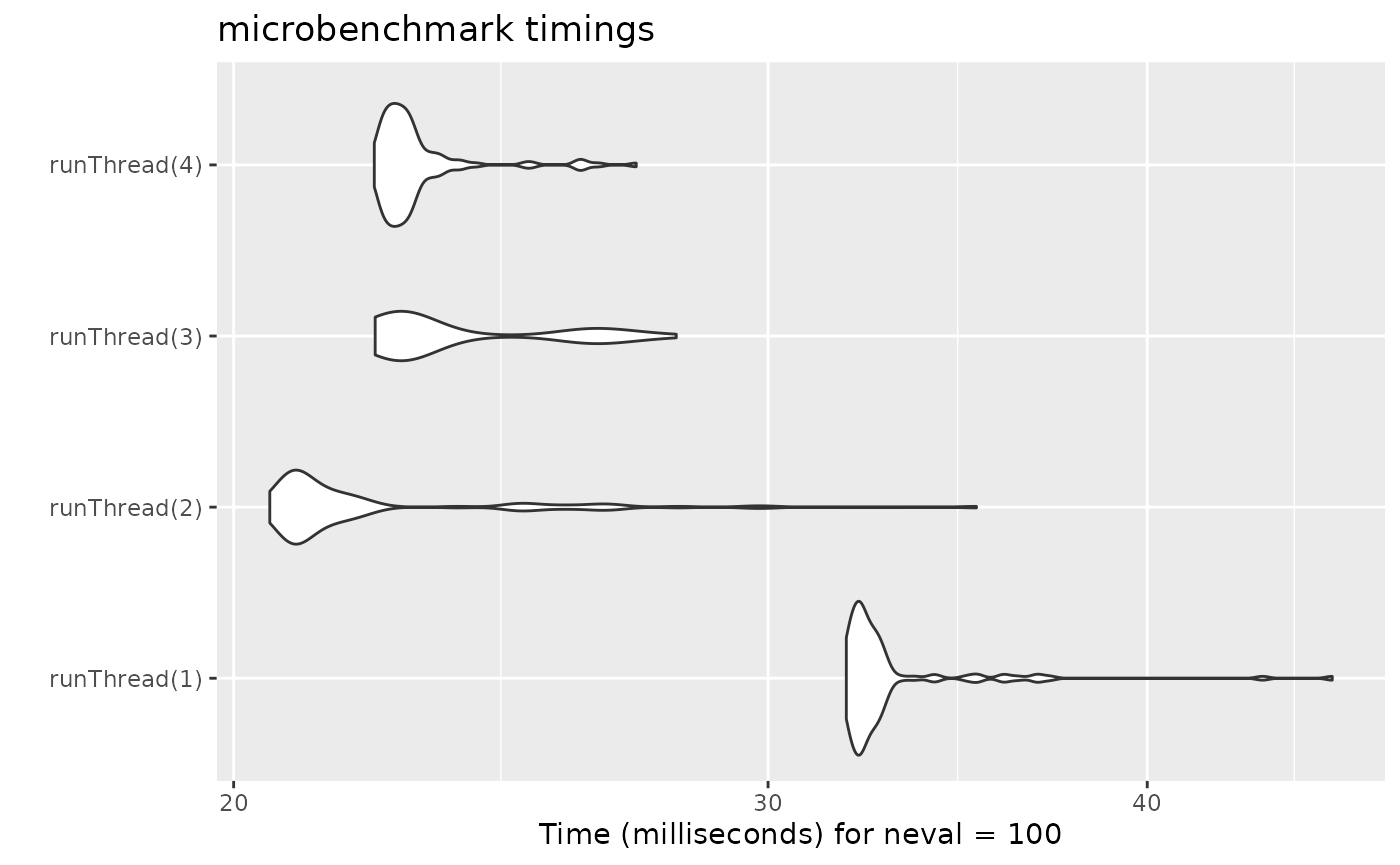 microbenchmark timings
runThread(4)
runThread(3)
runThread(2)
runThread(1)
20 30 40
Time (milliseconds) for neval = 100